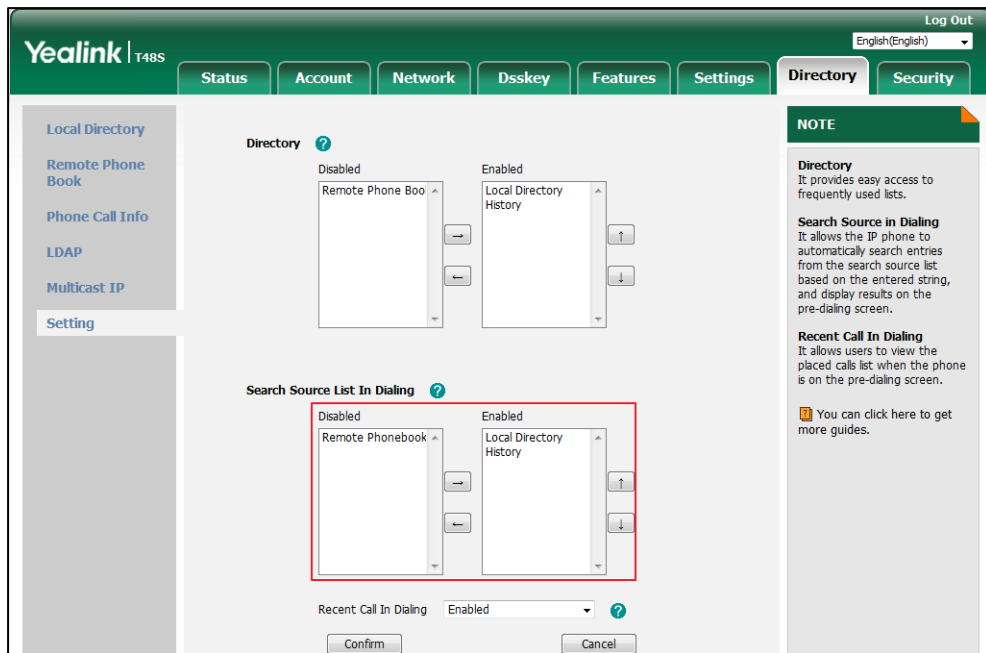 Log Out
Yealink | T48S
English(English)
Status
Account
Network
Dsskey
Features
Settings
Directory
Security
Local Directory
Remote Phone
Book
Phone Call Info
LDAP
Multicast IP
Setting
Directory ?
Disabled
Enabled
Remote Phone Boo
Local Directory
History
→
←
↑
↓
Search Source List In Dialing ?
Disabled
Enabled
Remote Phonebook
Local Directory
History
→
←
↑
↓
Recent Call In Dialing
Enabled
?
Confirm
Cancel
NOTE
Directory
It provides easy access to
frequently used lists.
Search Source in Dialing
It allows the IP phone to
automatically search entries
from the search source list
based on the entered string,
and display results on the
pre-dialing screen.
Recent Call In Dialing
It allows users to view the
placed calls list when the phone
is on the pre-dialing screen.
? You can click here to get
more guides.